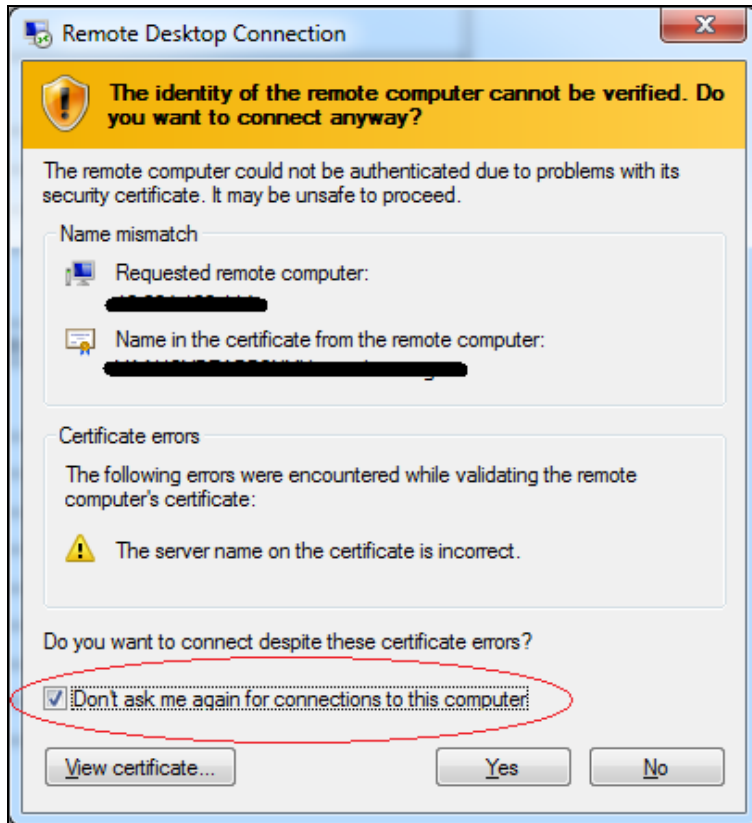 Remote Desktop Connection
The identity of the remote computer cannot be verified. Do
you want to connect anyway?
The remote computer could not be authenticated due to problems with its
security certificate. It may be unsafe to proceed.
Name mismatch
Requested remote computer:
Name in the certificate from the remote computer:
Certificate errors
The following errors were encountered while validating the remote
computer's certificate:
The server name on the certificate is incorrect.
Do you want to connect despite these certificate errors?
Don't ask me again for connections to this computer
View certificate...
Yes
No